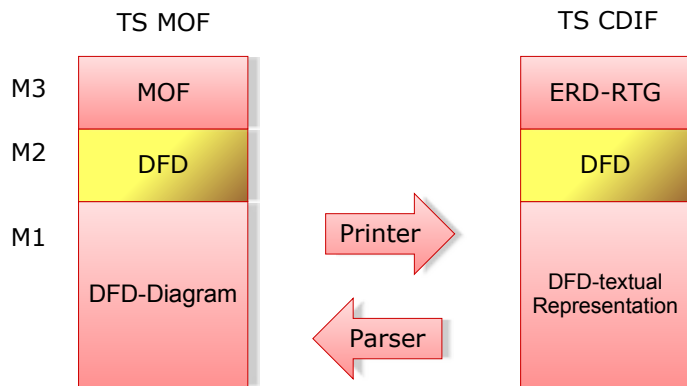 TS MOF
TS CDIF
M3
MOF
ERD-RTG
M2
DFD
DFD
M1
Printer
DFD-Diagram
DFD-textual
Representation
Parser